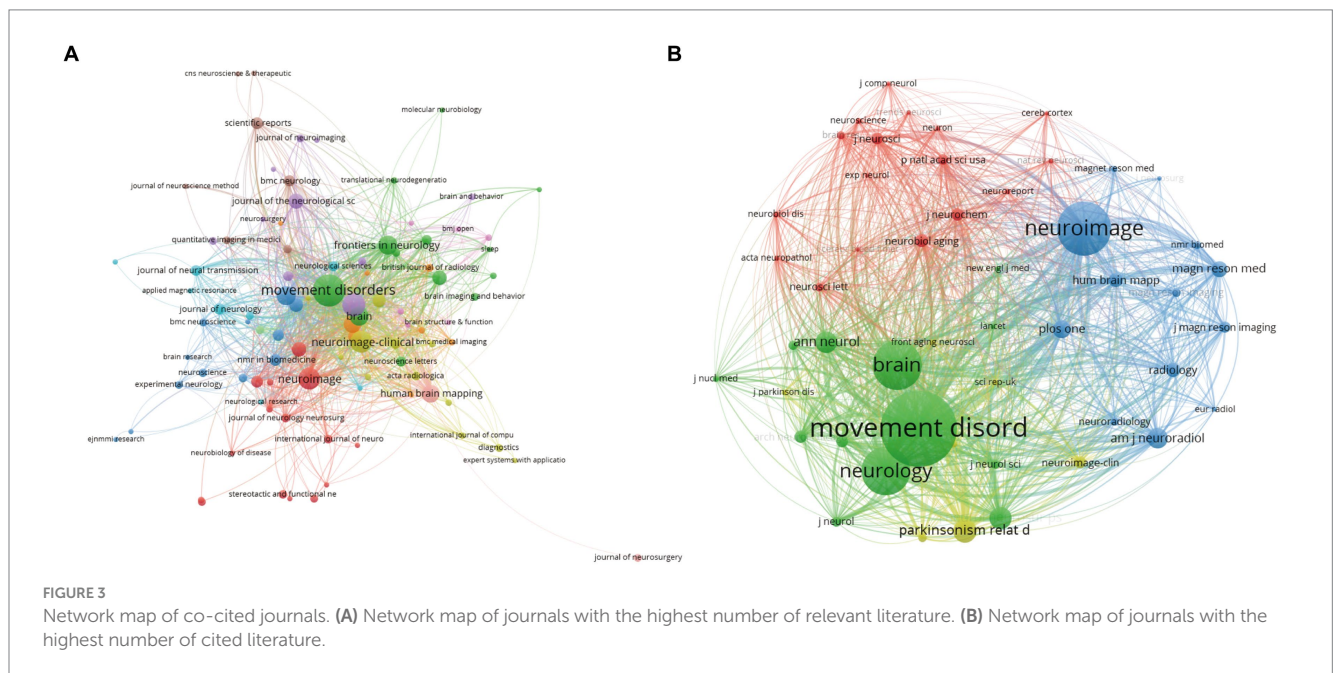 A
B
cns neuroscience & therapeutic
molecular neurobiology
scientific reports
journal of neuroimaging
journal of neuroscience method
bmc neurology
translational neurodegeneratio
journal of the neurological sc
brain and behavior
neurosurgery
bmj open
quantitative imaging in medici
frontiers in neurology
sleep
journal of neural transmission
neurological sciences
british journal of radiology
applied magnetic resonance
movement disorders
brain imaging and behavior
journal of neurology
bmc neuroscience
brain
brain structure & function
neuroimage-clinical
bmc medical imaging
brain research
nmr in biomedicine
neuroscience letters
neuroscience
neuroimage
acta radiologica
experimental neurology
human brain mapping
neurological research
journal of neurology neurosurg
ejnmmi research
international journal of neuro
international journal of compu
neurobiology of disease
diagnostics
expert systems with applicatio
stereotactic and functional ne
journal of neurosurgery
j comp neurol
trends neurosci
cereb cortex
neuroscience
neuron
j neurosci
p natl acad sci usa
nat rev neurosci
magnet reson med
exp neurol
neuroreport
neurobiol dis
j neurochem
neuroimage
neurobiol aging
nmr biomed
acta neuropathol
new engl j med
magn reson med
hum brain mapp
neurosci lett
magn reson imaging
lancet
plos one
j magn reson imaging
ann neurol
front aging neurosci
brain
radiology
j nucl med
sci rep-uk
j parkinson dis
eur radiol
movement disord
neuroradiology
am j neuroradiol
neurology
j neurol sci
neuroimage-clin
j neurol
parkinsonism relat d
FIGURE 3
Network map of co-cited journals. (A) Network map of journals with the highest number of relevant literature. (B) Network map of journals with the
highest number of cited literature.